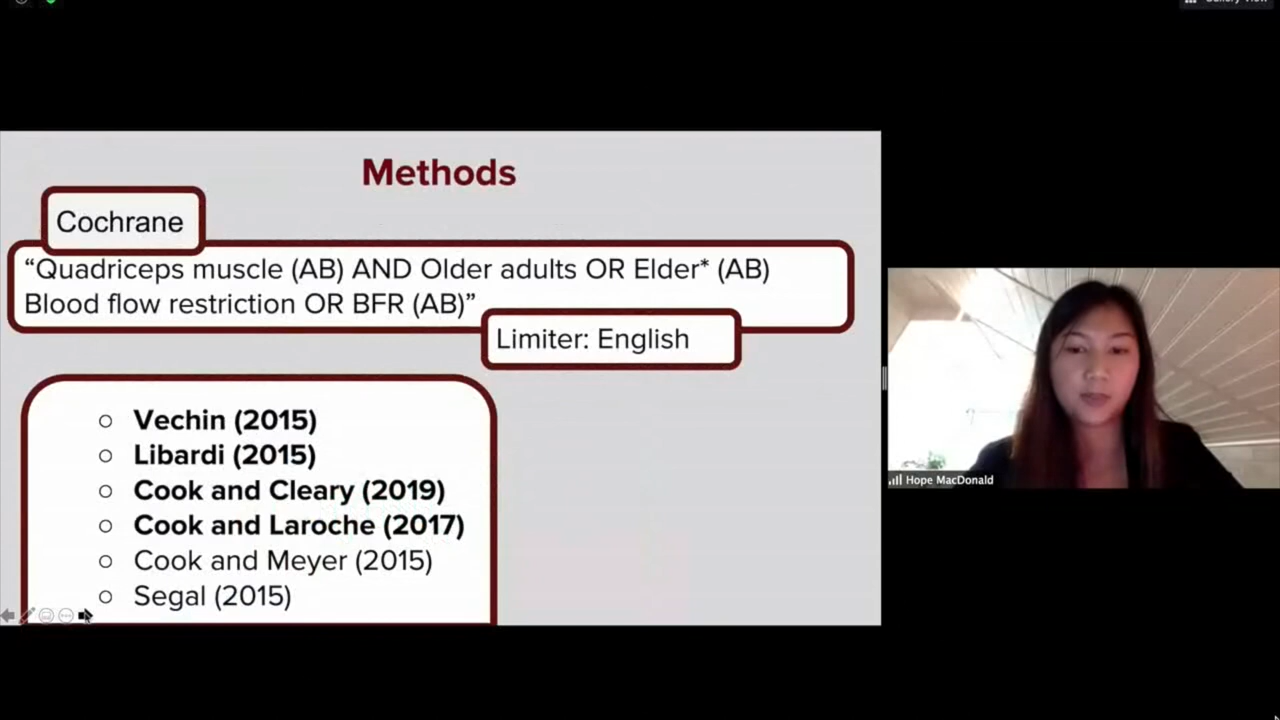 Gallery View
Methods
Cochrane
“Quadriceps muscle (AB) AND Older adults OR Elder* (AB)
Blood flow restriction OR BFR (AB)”
Limiter: English
○ Vechin (2015)
○ Libardi (2015)
○ Cook and Cleary (2019)
○ Cook and Laroche (2017)
○ Cook and Meyer (2015)
○ Segal (2015)
Hope MacDonald